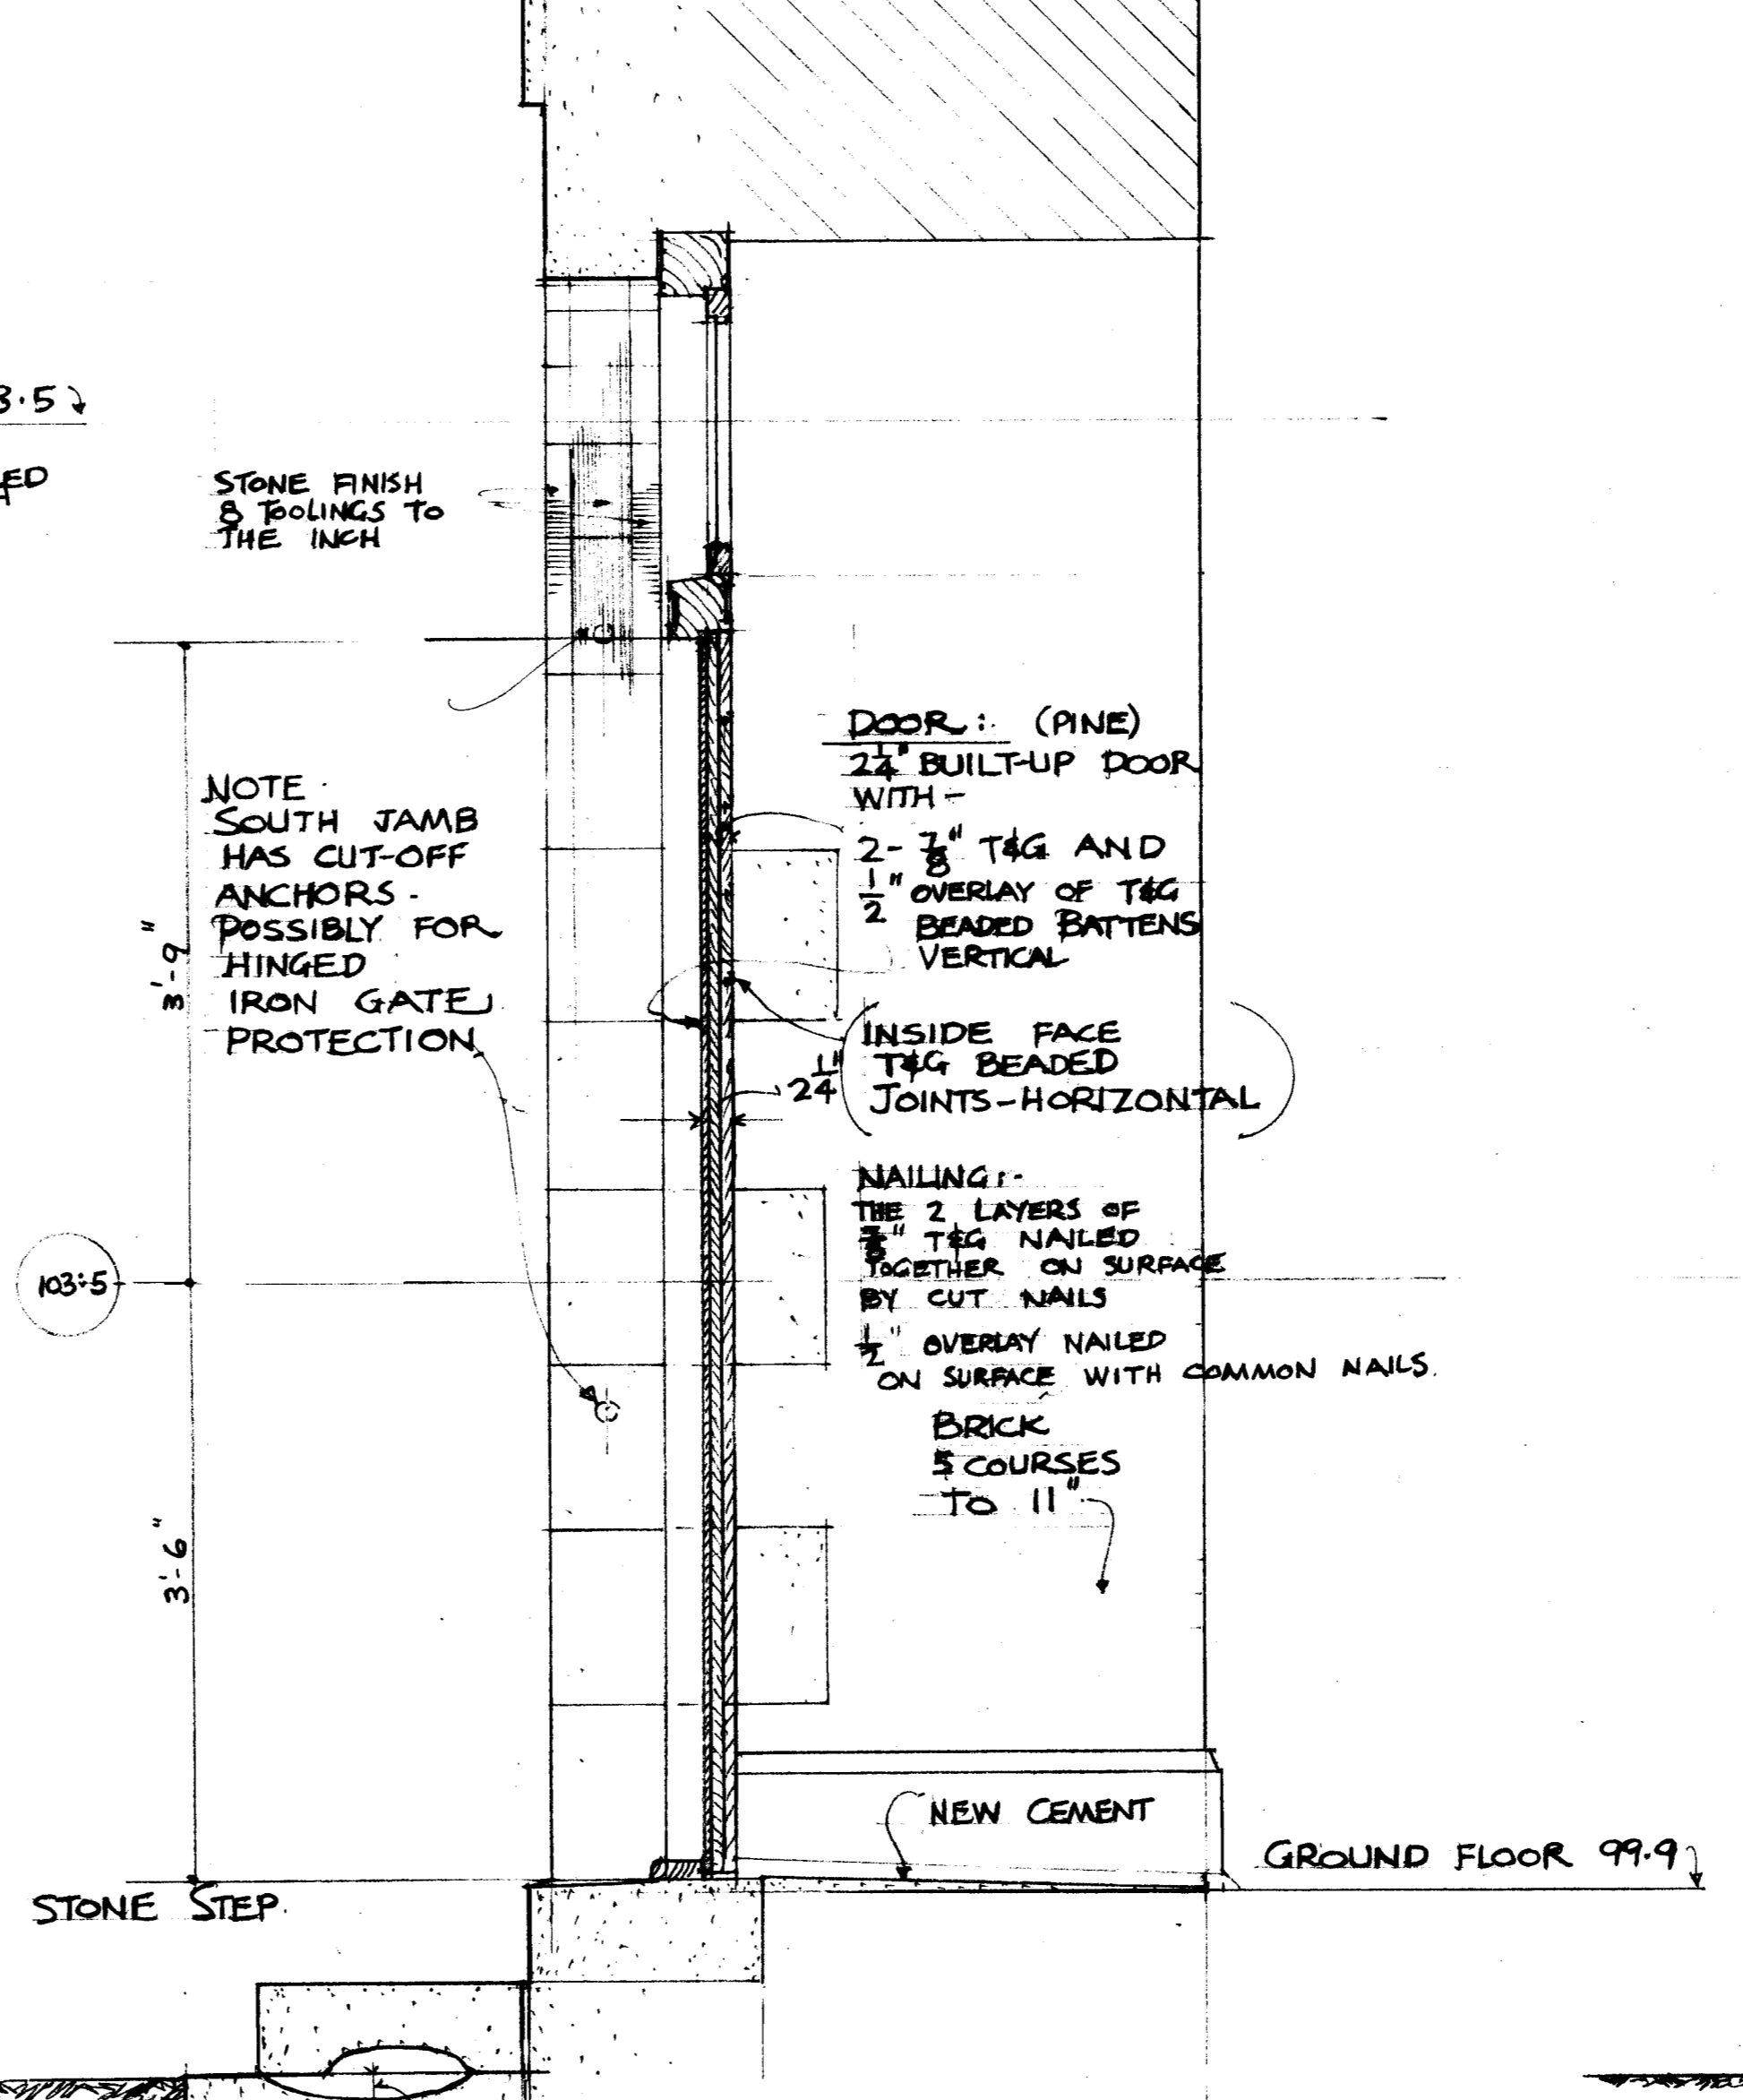 3.5
ED
STONE FINISH
8 TOOLINGS TO
THE INCH
NOTE
SOUTH JAMB
HAS CUT-OFF
ANCHORS -
POSSIBLY FOR
HINGED
IRON GATE
PROTECTION
3'-9"
103.5
3'-6"
DOOR: (PINE)
2 1/4" BUILT-UP DOOR
WITH -
2 - 7/8" T&G AND
1/2" OVERLAY OF T&G
BEADED BATTENS
VERTICAL
INSIDE FACE
T&G BEADED
JOINTS - HORIZONTAL
2 1/4"
NAILING:-
THE 2 LAYERS OF
7/8" T&G NAILED
TOGETHER ON SURFACE
BY CUT NAILS
1/2" OVERLAY NAILED
ON SURFACE WITH COMMON NAILS.
BRICK
5 COURSES
TO 11"
NEW CEMENT
GROUND FLOOR 99.9
STONE STEP.